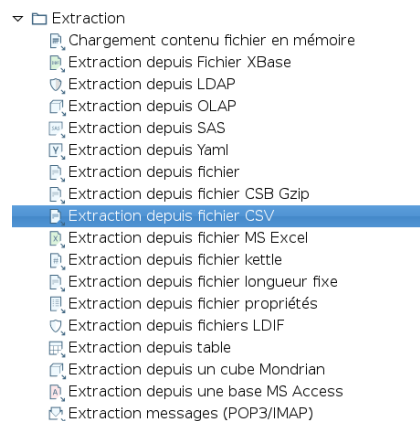 Extraction
Chargement contenu fichier en mémoire
Extraction depuis Fichier XBase
Extraction depuis LDAP
Extraction depuis OLAP
Extraction depuis SAS
Extraction depuis Yaml
Extraction depuis fichier
Extraction depuis fichier CSB Gzip
Extraction depuis fichier CSV
Extraction depuis fichier MS Excel
Extraction depuis fichier kettle
Extraction depuis fichier longueur fixe
Extraction depuis fichier propriétés
Extraction depuis fichiers LDIF
Extraction depuis table
Extraction depuis un cube Mondrian
Extraction depuis une base MS Access
Extraction messages (POP3/IMAP)